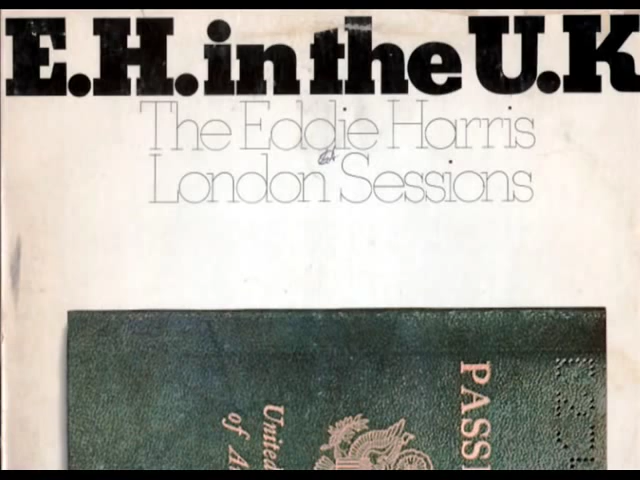 E.H. in the U.K
The Eddie Harris
London Sessions
PASS
United
of A